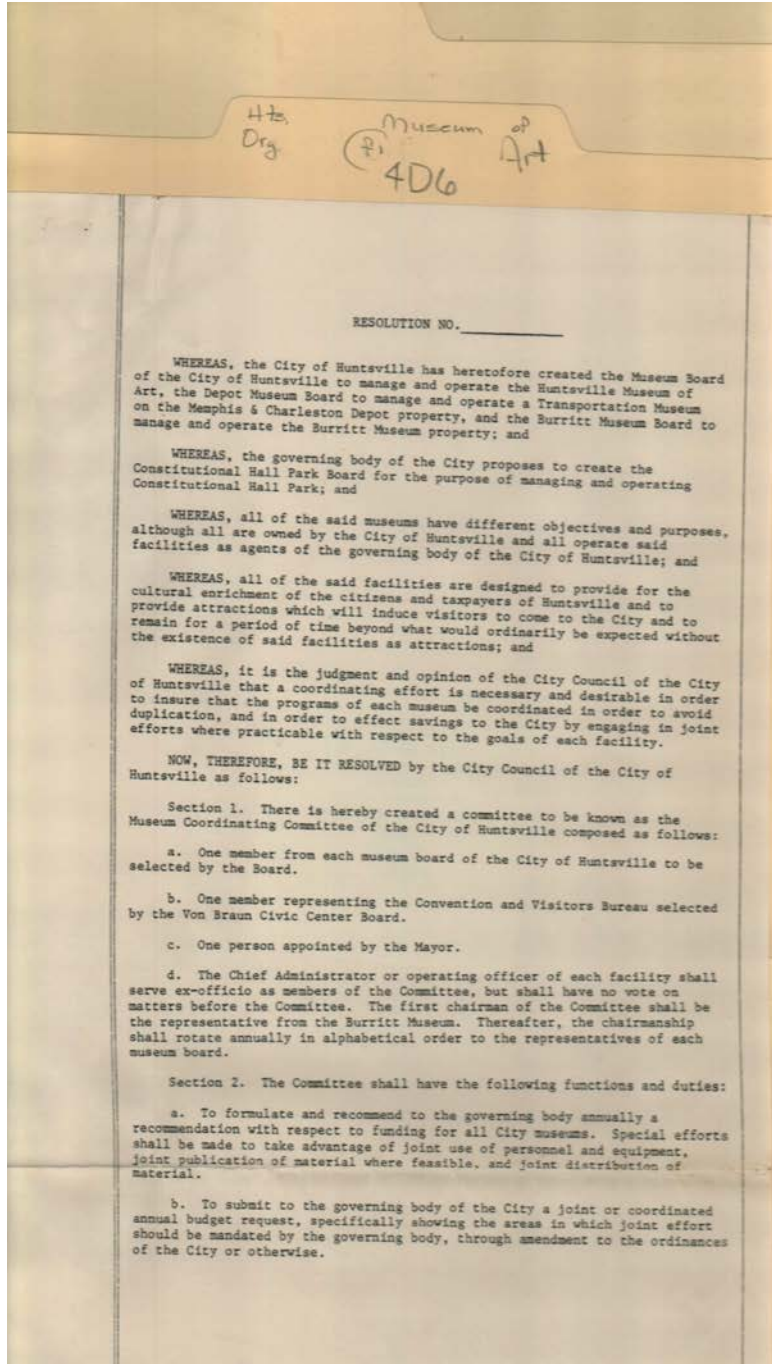 Hts. Museum of
Org. Art
4D6
RESOLUTION NO.
WHEREAS, the City of Huntsville has heretofore created the Museum Board
of the City of Huntsville to manage and operate the Huntsville Museum of
Art, the Depot Museum Board to manage and operate a Transportation Museum
on the Memphis & Charleston Depot property, and the Burritt Museum Board to
manage and operate the Burritt Museum property; and
WHEREAS, the governing body of the City proposes to create the
Constitutional Hall Park Board for the purpose of managing and operating
Constitutional Hall Park; and
WHEREAS, all of the said museums have different objectives and purposes,
although all are owned by the City of Huntsville and all operate said
facilities as agents of the governing body of the City of Huntsville; and
WHEREAS, all of the said facilities are designed to provide for the
cultural enrichment of the citizens and taxpayers of Huntsville and to
provide attractions which will induce visitors to come to the City and to
remain for a period of time beyond what would ordinarily be expected without
the existence of said facilities as attractions; and
WHEREAS, it is the judgment and opinion of the City Council of the City
of Huntsville that a coordinating effort is necessary and desirable in order
to insure that the programs of each museum be coordinated in order to avoid
duplication, and in order to effect savings to the City by engaging in joint
efforts where practicable with respect to the goals of each facility.
NOW, THEREFORE, BE IT RESOLVED by the City Council of the City of
Huntsville as follows:
Section 1. There is hereby created a committee to be known as the
Museum Coordinating Committee of the City of Huntsville composed as follows:
a. One member from each museum board of the City of Huntsville to be
selected by the Board.
b. One member representing the Convention and Visitors Bureau selected
by the Von Braun Civic Center Board.
c. One person appointed by the Mayor.
d. The Chief Administrator or operating officer of each facility shall
serve ex-officio as members of the Committee, but shall have no vote on
matters before the Committee. The first chairman of the Committee shall be
the representative from the Burritt Museum. Thereafter, the chairmanship
shall rotate annually in alphabetical order to the representatives of each
museum board.
Section 2. The Committee shall have the following functions and duties:
a. To formulate and recommend to the governing body annually a
recommendation with respect to funding for all City museums. Special efforts
shall be made to take advantage of joint use of personnel and equipment,
joint publication of material where feasible, and joint distribution of
material.
b. To submit to the governing body of the City a joint or coordinated
annual budget request, specifically showing the areas in which joint effort
should be mandated by the governing body, through amendment to the ordinances
of the City or otherwise.